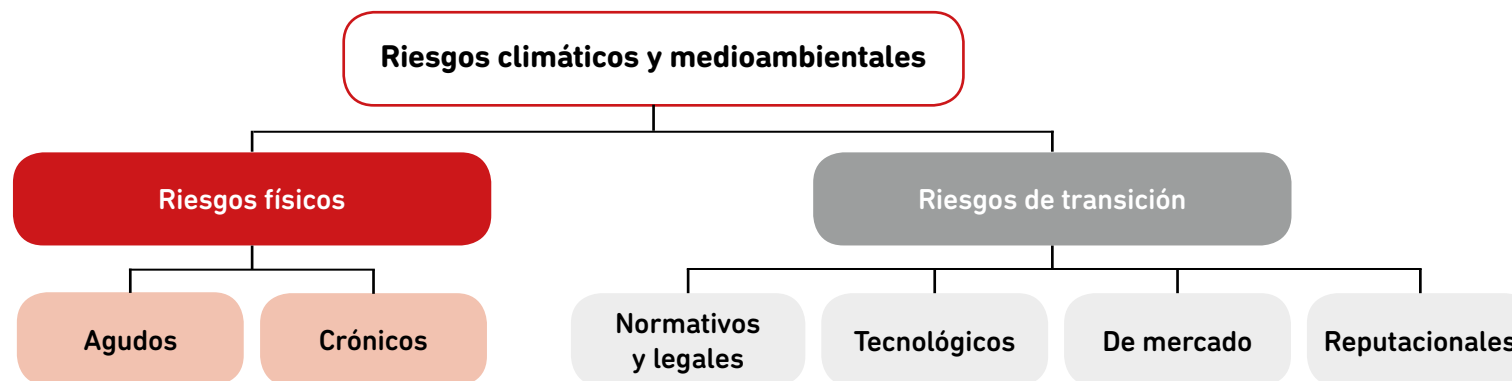 Riesgos climáticos y medioambientales
Riesgos físicos
Riesgos de transición
Agudos
Crónicos
Normativos
y legales
Tecnológicos
De mercado
Reputacionales